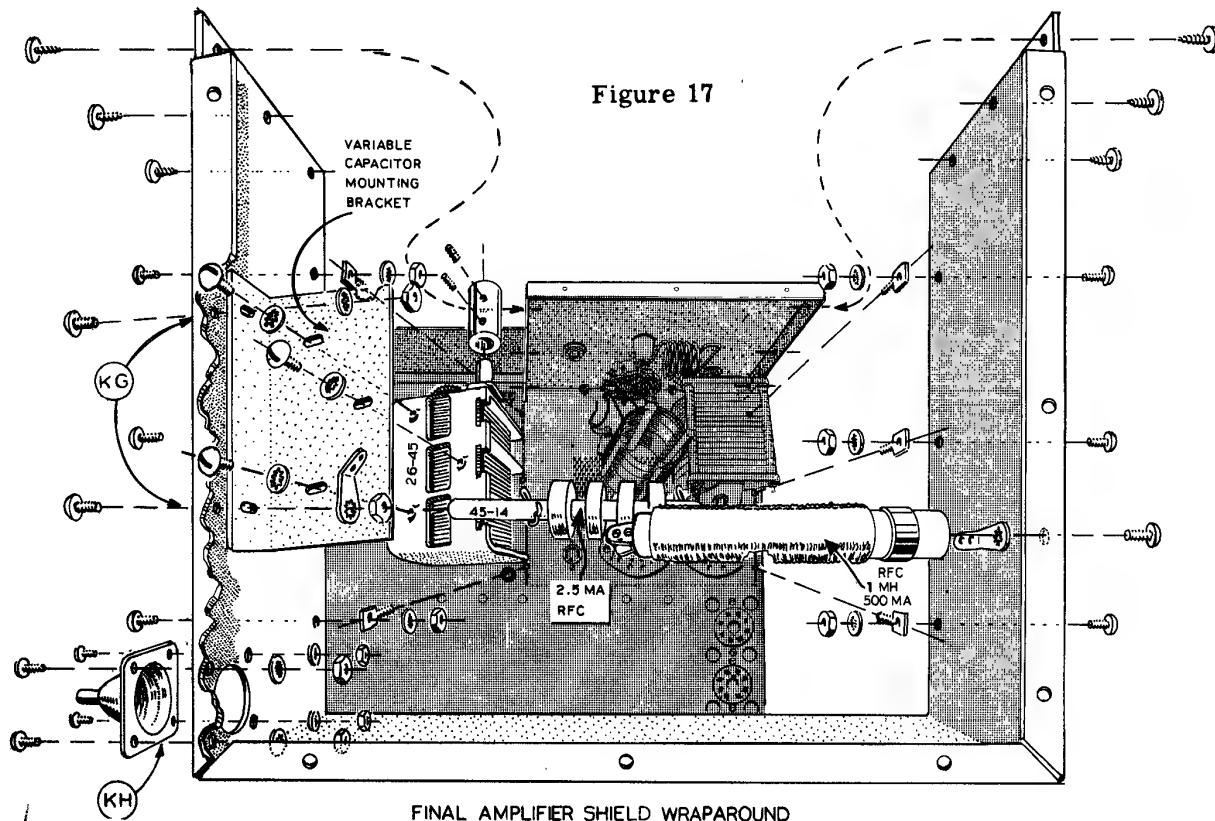 Figure 17
VARIABLE
CAPACITOR
MOUNTING
BRACKET
KG
26-45
45-14
2.5 MA
RFC
RFC
1 MH
500 MA
KH
FINAL AMPLIFIER SHIELD WRAPAROUND